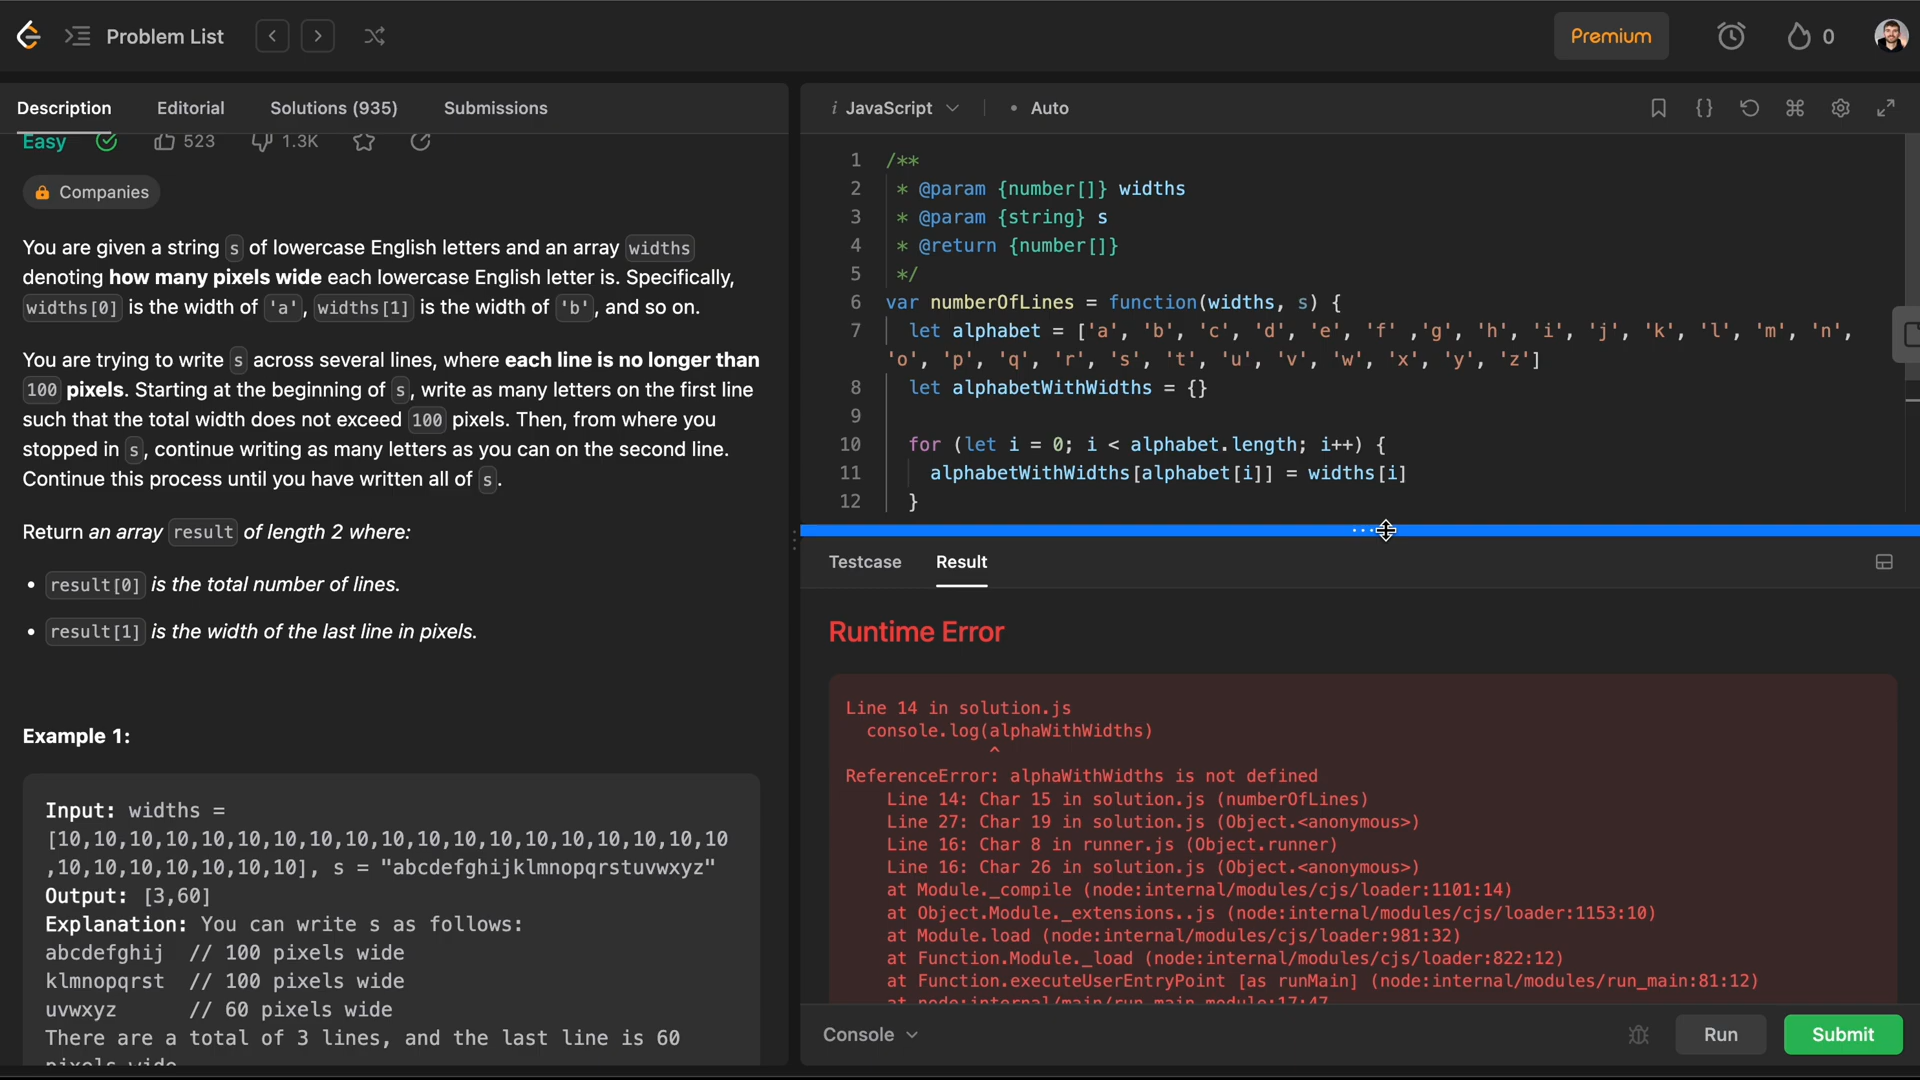 Problem List
Premium
0
Description Editorial Solutions (935) Submissions
Easy 523 1.3K
Companies
You are given a string s of lowercase English letters and an array widths
denoting how many pixels wide each lowercase English letter is. Specifically,
widths[0] is the width of 'a', widths[1] is the width of 'b', and so on.
You are trying to write s across several lines, where each line is no longer than
100 pixels. Starting at the beginning of s, write as many letters on the first line
such that the total width does not exceed 100 pixels. Then, from where you
stopped in s, continue writing as many letters as you can on the second line.
Continue this process until you have written all of s.
Return an array result of length 2 where:
• result[0] is the total number of lines.
• result[1] is the width of the last line in pixels.
Example 1:
Input: widths =
[10,10,10,10,10,10,10,10,10,10,10,10,10,10,10,10,10,10,10
,10,10,10,10,10,10,10], s = "abcdefghijklmnopqrstuvwxyz"
Output: [3,60]
Explanation: You can write s as follows:
abcdefghij // 100 pixels wide
klmnopqrst // 100 pixels wide
uvwxyz // 60 pixels wide
There are a total of 3 lines, and the last line is 60
i JavaScript • Auto
1 /**
2 * @param {number[]} widths
3 * @param {string} s
4 * @return {number[]}
5 */
6 var numberOfLines = function(widths, s) {
7 let alphabet = ['a', 'b', 'c', 'd', 'e', 'f' ,'g', 'h', 'i', 'j', 'k', 'l', 'm', 'n',
'o', 'p', 'q', 'r', 's', 't', 'u', 'v', 'w', 'x', 'y', 'z']
8 let alphabetWithWidths = {}
9
10 for (let i = 0; i < alphabet.length; i++) {
11 alphabetWithWidths[alphabet[i]] = widths[i]
12 }
Testcase Result
Runtime Error
Line 14 in solution.js
console.log(alphaWithWidths)
^
ReferenceError: alphaWithWidths is not defined
Line 14: Char 15 in solution.js (numberOfLines)
Line 27: Char 19 in solution.js (Object.<anonymous>)
Line 16: Char 8 in runner.js (Object.runner)
Line 16: Char 26 in solution.js (Object.<anonymous>)
at Module._compile (node:internal/modules/cjs/loader:1101:14)
at Object.Module._extensions..js (node:internal/modules/cjs/loader:1153:10)
at Module.load (node:internal/modules/cjs/loader:981:32)
at Function.Module._load (node:internal/modules/cjs/loader:822:12)
at Function.executeUserEntryPoint [as runMain] (node:internal/modules/run_main:81:12)
at node:internal/main/run_main_module:17:47
Console
Run
Submit